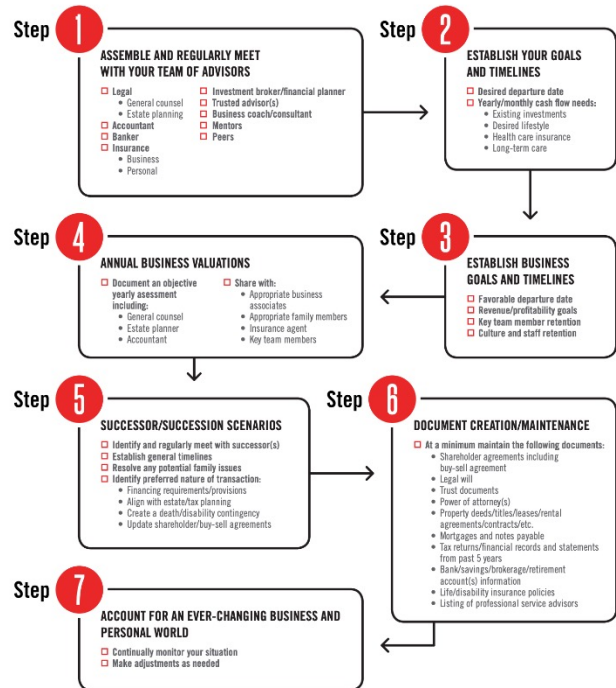 Step 1
ASSEMBLE AND REGULARLY MEET
WITH YOUR TEAM OF ADVISORS
Legal
• General counsel
• Estate planning
Accountant
Banker
Insurance
• Business
• Personal
Investment broker/financial planner
Trusted advisor(s)
Business coach/consultant
Mentors
Peers
Step 2
ESTABLISH YOUR GOALS
AND TIMELINES
Desired departure date
Yearly/monthly cash flow needs:
• Existing investments
• Desired lifestyle
• Health care insurance
• Long-term care
Step 3
ESTABLISH BUSINESS
GOALS AND TIMELINES
Favorable departure date
Revenue/profitability goals
Key team member retention
Culture and staff retention
Step 4
ANNUAL BUSINESS VALUATIONS
Document an objective
yearly asessment
including:
• General counsel
• Estate planner
• Accountant
Share with:
• Appropriate business
associates
• Appropriate family members
• Insurance agent
• Key team members
Step 5
SUCCESSOR/SUCCESSION SCENARIOS
Identify and regularly meet with successor(s)
Establish general timelines
Resolve any potential family issues
Identify preferred nature of transaction:
• Financing requirements/provisions
• Align with estate/tax planning
• Create a death/disability contingency
• Update shareholder/buy-sell agreements
Step 6
DOCUMENT CREATION/MAINTENANCE
At a minimum maintain the following documents:
• Shareholder agreements including
buy-sell agreement
• Legal will
• Trust documents
• Power of attorney(s)
• Property deeds/titles/leases/rental
agreements/contracts/etc.
• Mortgages and notes payable
• Tax returns/financial records and statements
from past 5 years
• Bank/savings/brokerage/retirement
account(s) information
• Life/disability insurance policies
• Listing of professional service advisors
Step 7
ACCOUNT FOR AN EVER-CHANGING BUSINESS AND
PERSONAL WORLD
Continually monitor your situation
Make adjustments as needed